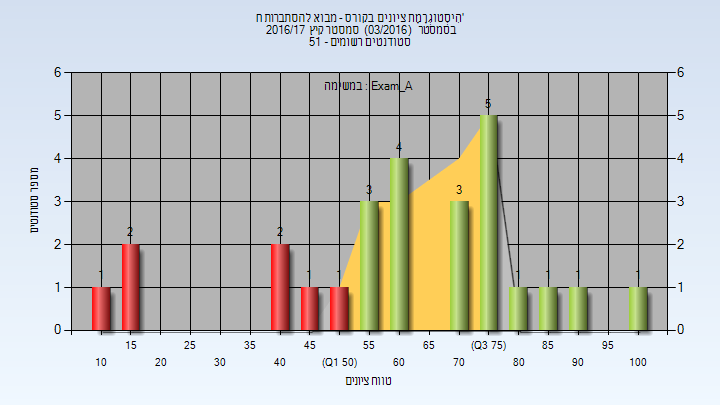 הִיסְטוֹגְרָמַת ציונים בקורס - מבוא להסתברות ח'
בסמסטר (03/2016) סמסטר קיץ 2016/17
סטודנטים רשומים - 51
במשימה : Exam_A
מספר סטודנטים
6 6
5 5
4 4
3 3
2 2
1 1
0 0
1 2 2 1 1 3 4 3 5 1 1 1 1
15 25 35 45 55 65 (Q3 75) 85 95
10 20 30 40 (Q1 50) 60 70 80 90 100
טווח ציונים